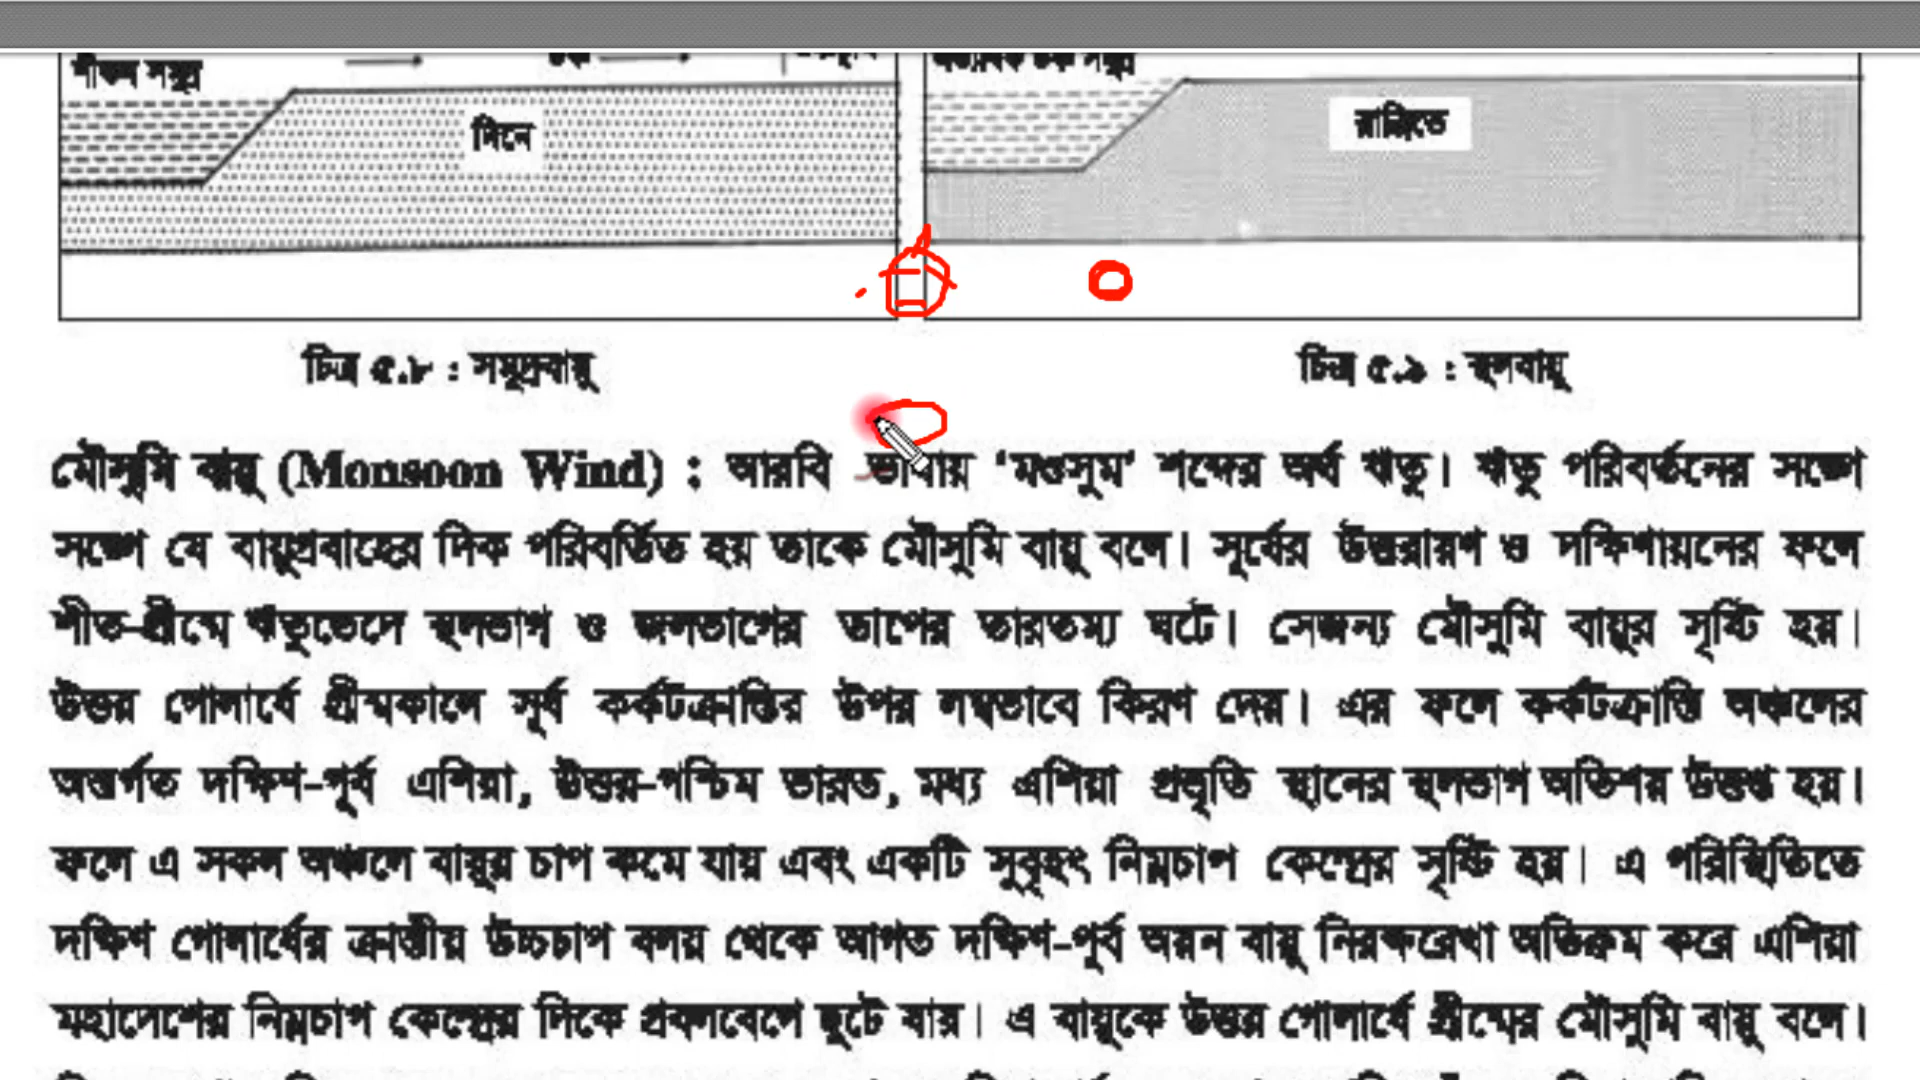 শীতল সমুদ্র
উষ্ণ
দিনে
রাত্রিতে
চিত্র ৫.৮ : সমুদ্রবায়ু
চিত্র ৫.৯ : স্থলবায়ু
মৌসুমি বায়ু (Monsoon Wind) : আরবি ভাষায় ‘মওসুম’ শব্দের অর্থ ঋতু। ঋতু পরিবর্তনের সঙ্গে
সঙ্গে যে বায়ুপ্রবাহের দিক পরিবর্তিত হয় তাকে মৌসুমি বায়ু বলে। সূর্যের উত্তরায়ণ ও দক্ষিণায়নের ফলে
শীত-গ্রীষ্মে ঋতুভেদে স্থলভাগ ও জলভাগের তাপের তারতম্য ঘটে। সেজন্য মৌসুমি বায়ুর সৃষ্টি হয়।
উত্তর গোলার্ধে গ্রীষ্মকালে সূর্য কর্কটক্রান্তির উপর লম্বভাবে কিরণ দেয়। এর ফলে কর্কটক্রান্তি অঞ্চলের
অন্তর্গত দক্ষিণ-পূর্ব এশিয়া, উত্তর-পশ্চিম ভারত, মধ্য এশিয়া প্রভৃতি স্থানের স্থলভাগ অতিশয় উত্তপ্ত হয়।
ফলে এ সকল অঞ্চলে বায়ুর চাপ কমে যায় এবং একটি সুবৃহৎ নিম্নচাপ কেন্দ্রের সৃষ্টি হয়। এ পরিস্থিতিতে
দক্ষিণ গোলার্ধের ক্রান্তীয় উচ্চচাপ বলয় থেকে আগত দক্ষিণ-পূর্ব অয়ন বায়ু নিরক্ষরেখা অতিক্রম করে এশিয়া
মহাদেশের নিম্নচাপ কেন্দ্রের দিকে প্রবলবেগে ছুটে যায়। এ বায়ুকে উত্তর গোলার্ধে গ্রীষ্মের মৌসুমি বায়ু বলে।